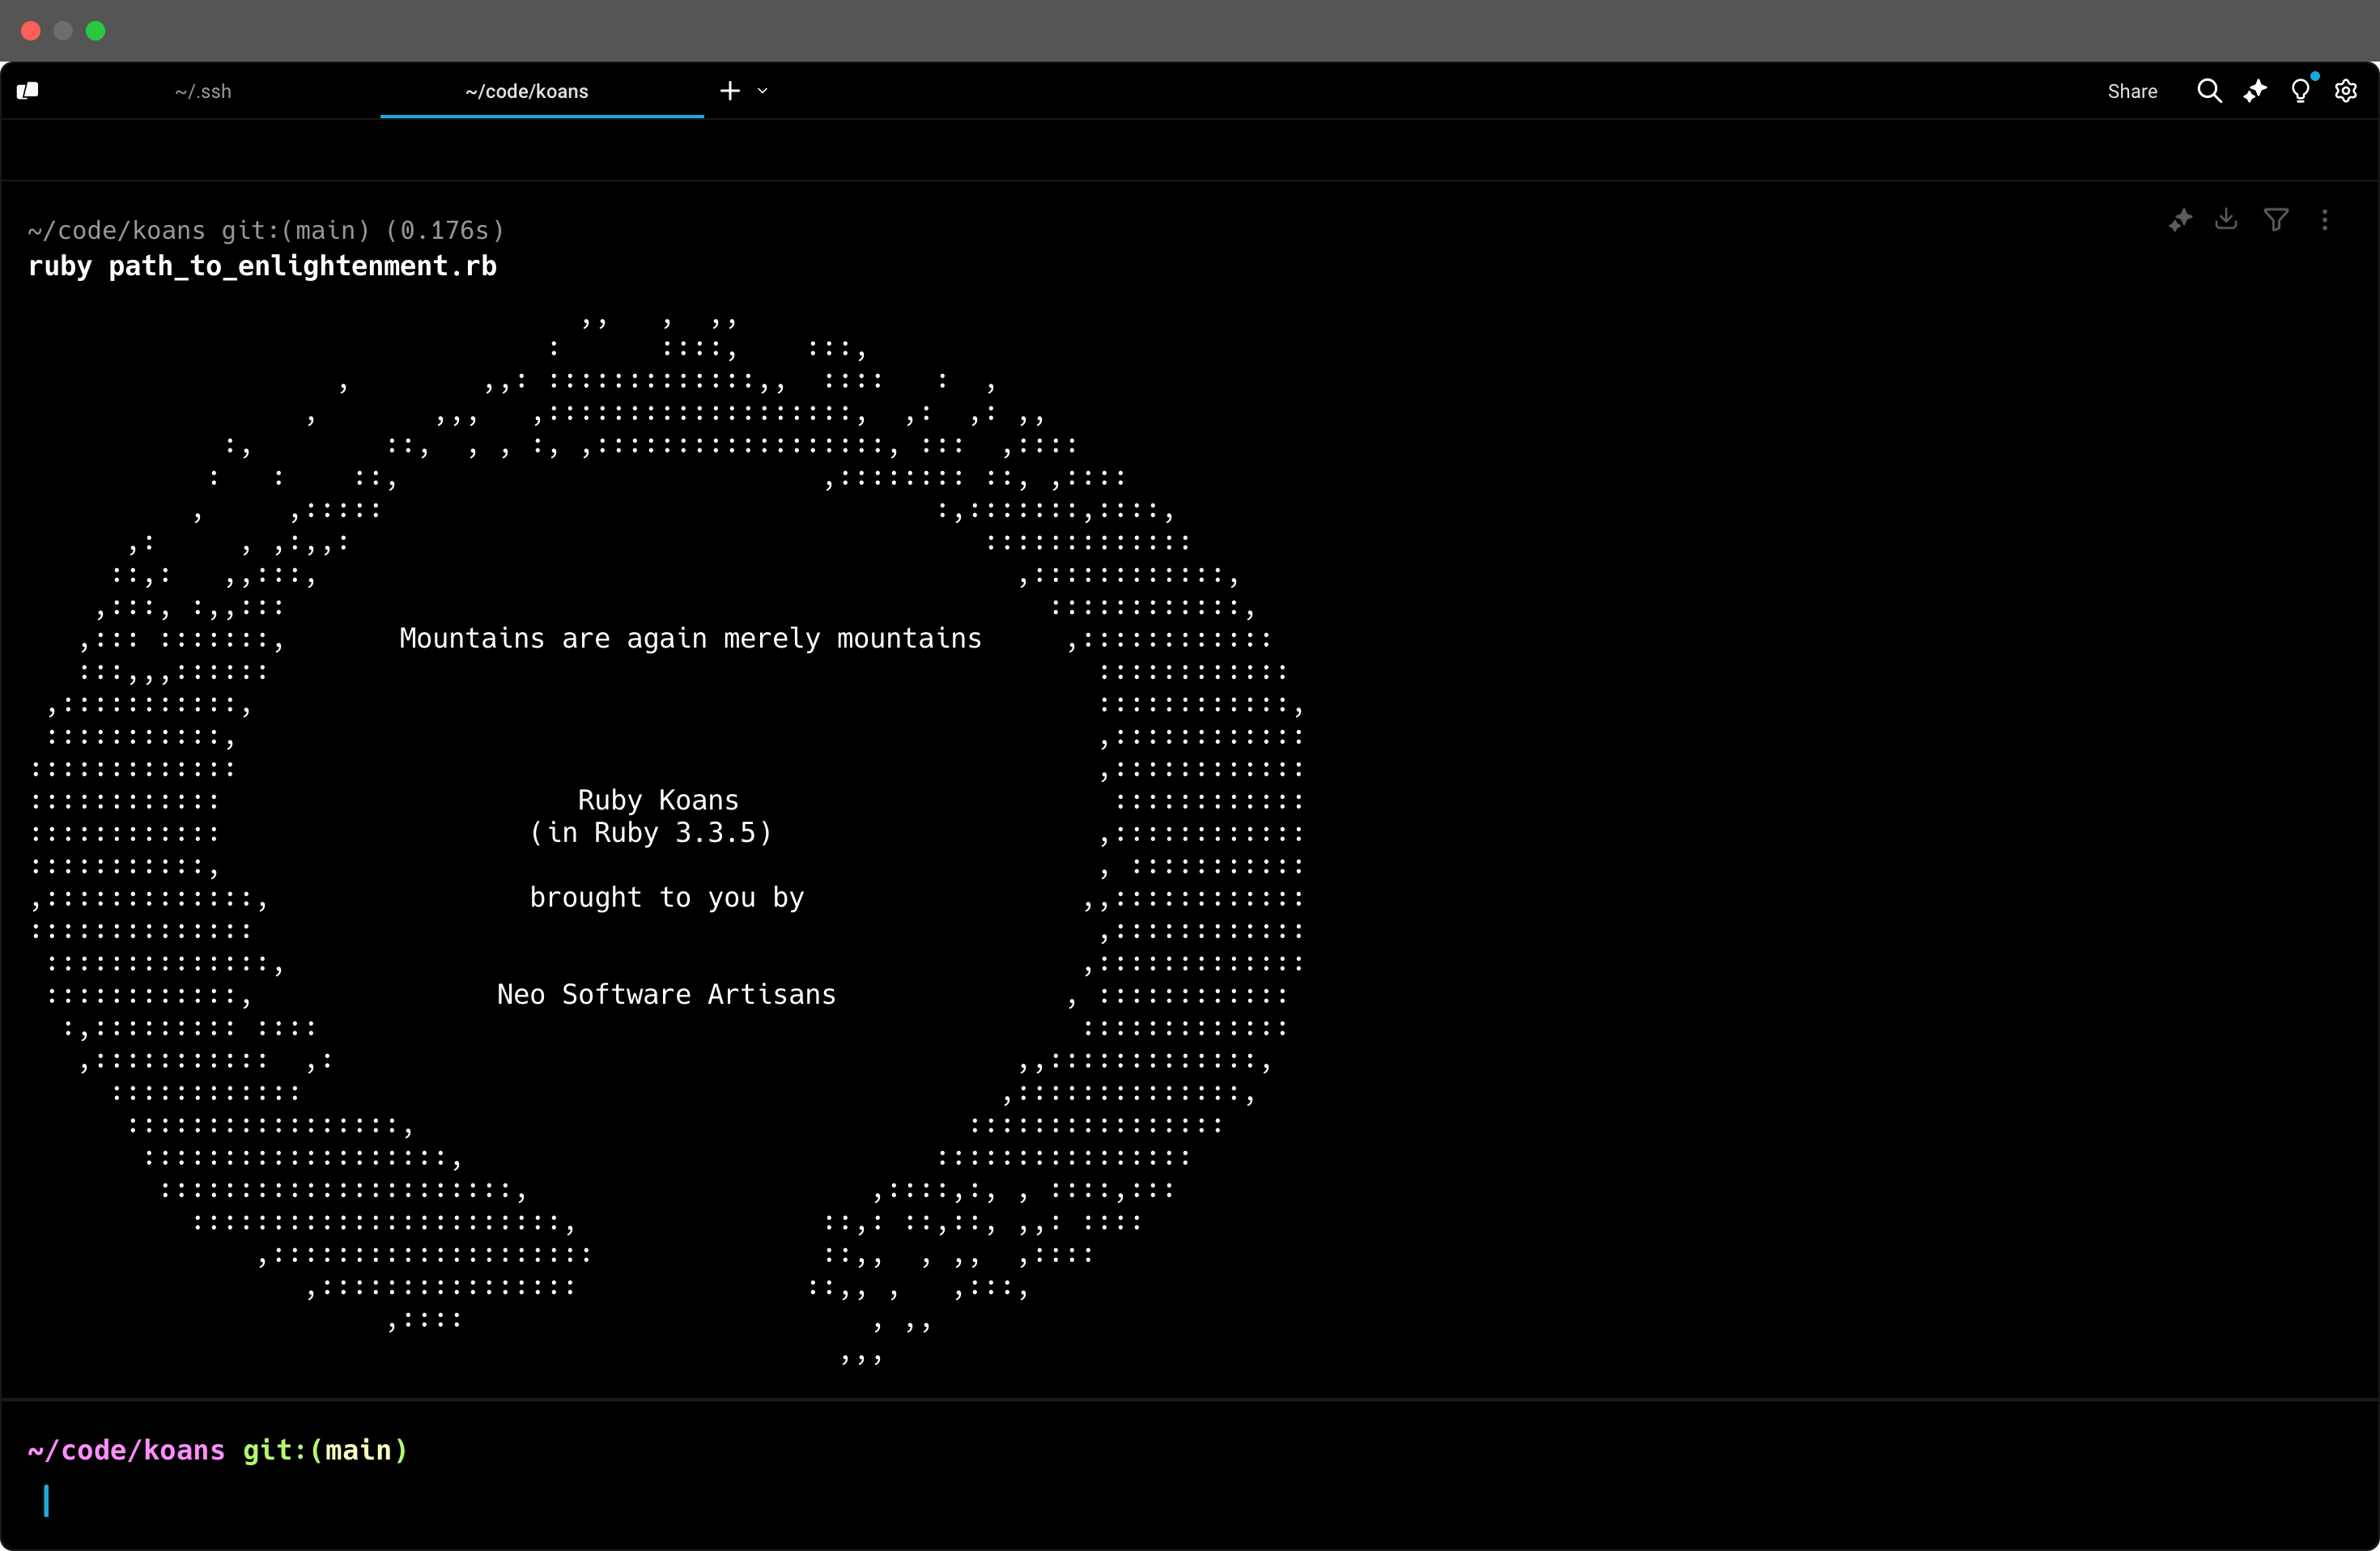 ~/.ssh
~/code/koans
Share
~/code/koans git:(main) (0.176s)
ruby path_to_enlightenment.rb
Mountains are again merely mountains
Ruby Koans
(in Ruby 3.3.5)
brought to you by
Neo Software Artisans
~/code/koans git:(main)